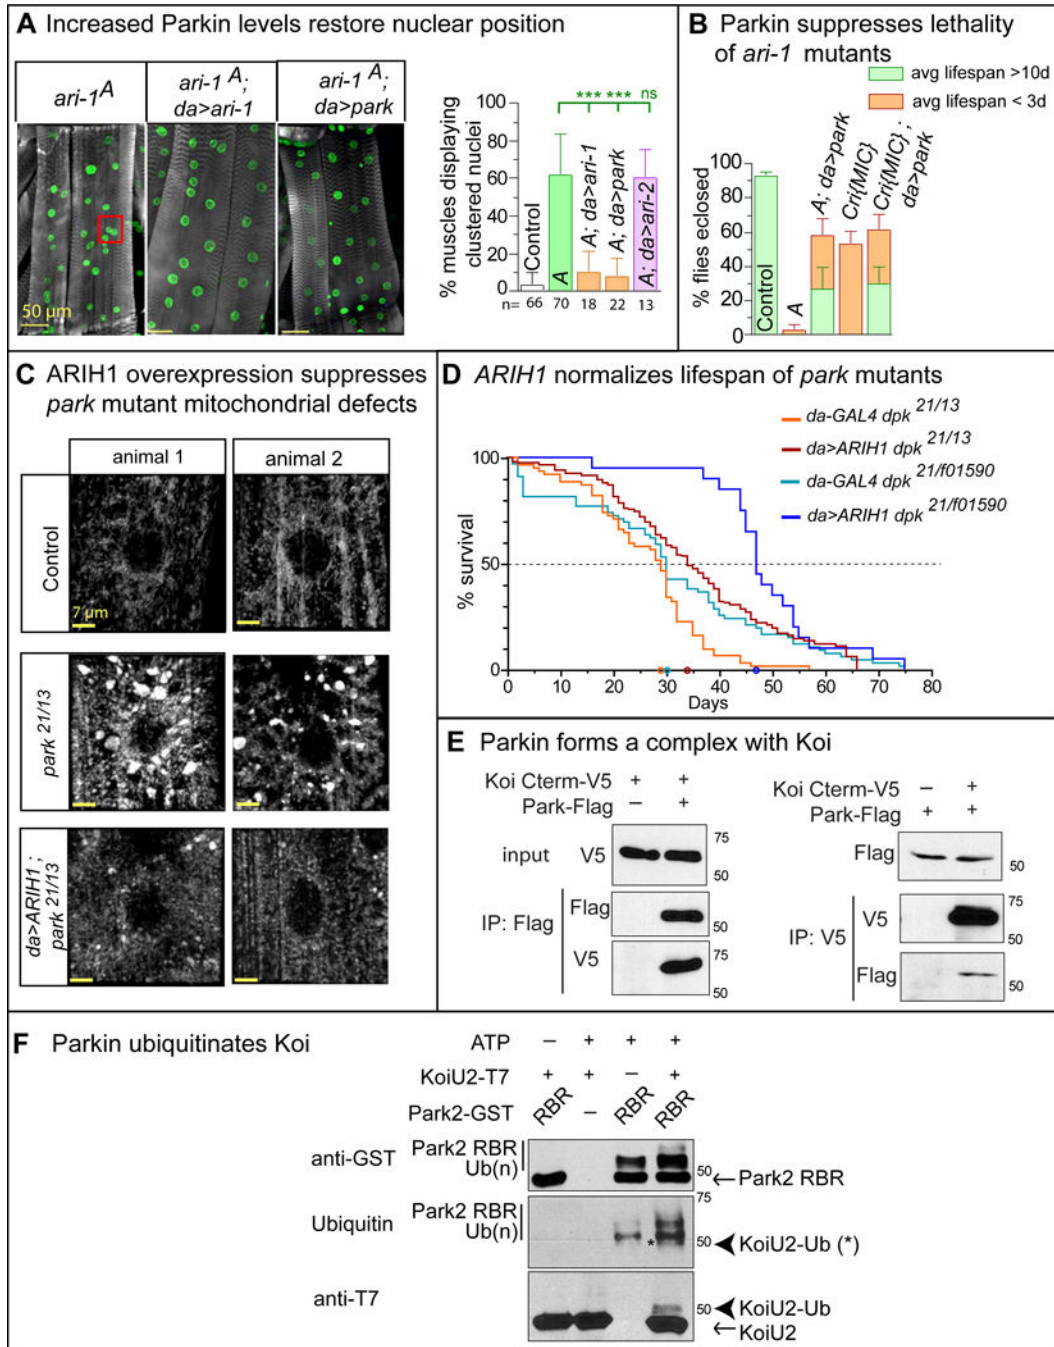 A Increased Parkin levels restore nuclear position
ari-1 A
ari-1 A;
da>ari-1
ari-1 A;
da>park
50 μm
% muscles displaying
clustered nuclei
100
80
60
40
20
0
*** *** ns
Control
A
A; da>ari-1
A; da>park
A; da>ari-2
n= 66 70 18 22 13
B Parkin suppresses lethality
of ari-1 mutants
avg lifespan >10d
avg lifespan < 3d
% flies eclosed
100
80
60
40
20
0
Control
A
A; da>park
Cri{MIC}
Cri{MIC} ;
da>park
C ARIH1 overexpression suppresses
park mutant mitochondrial defects
animal 1
animal 2
Control
7 μm
park 21/13
da>ARIH1 ;
park 21/13
D ARIH1 normalizes lifespan of park mutants
da-GAL4 dpk 21/13
da>ARIH1 dpk 21/13
da-GAL4 dpk 21/f01590
da>ARIH1 dpk 21/f01590
% survival
100
50
0
0 10 20 30 40 50 60 70 80
Days
E Parkin forms a complex with Koi
Koi Cterm-V5 + +
Park-Flag – +
input V5 75 50
IP: Flag
Flag 50
V5 75 50
Koi Cterm-V5 – +
Park-Flag + +
Flag 50
IP: V5
V5 75 50
Flag 50
F Parkin ubiquitinates Koi
ATP – + + +
KoiU2-T7 + + – +
Park2-GST RBR – RBR RBR
anti-GST
Park2 RBR
Ub(n)
50 ←Park2 RBR
Ubiquitin
Park2 RBR
Ub(n)
75
50
*
KoiU2-Ub (*)
anti-T7
50
KoiU2-Ub
←KoiU2